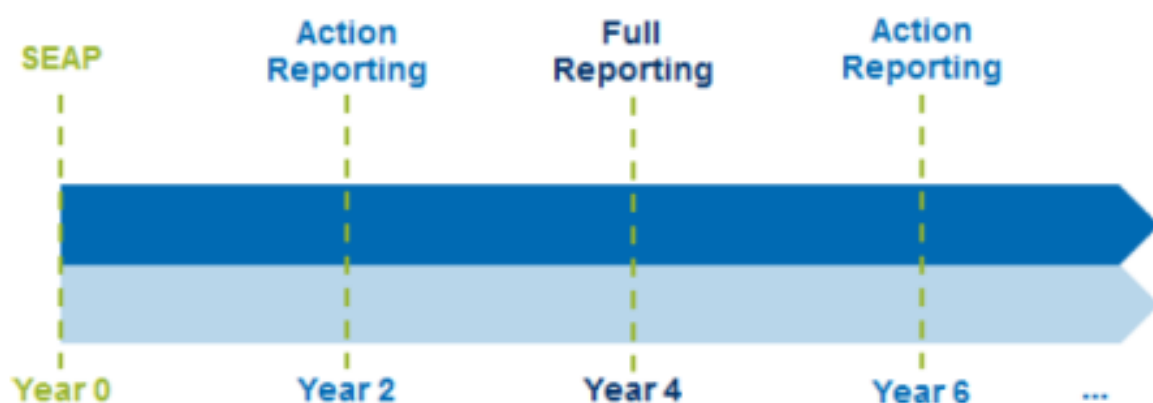 SEAP
Action
Reporting
Full
Reporting
Action
Reporting
Year 0
Year 2
Year 4
Year 6
...